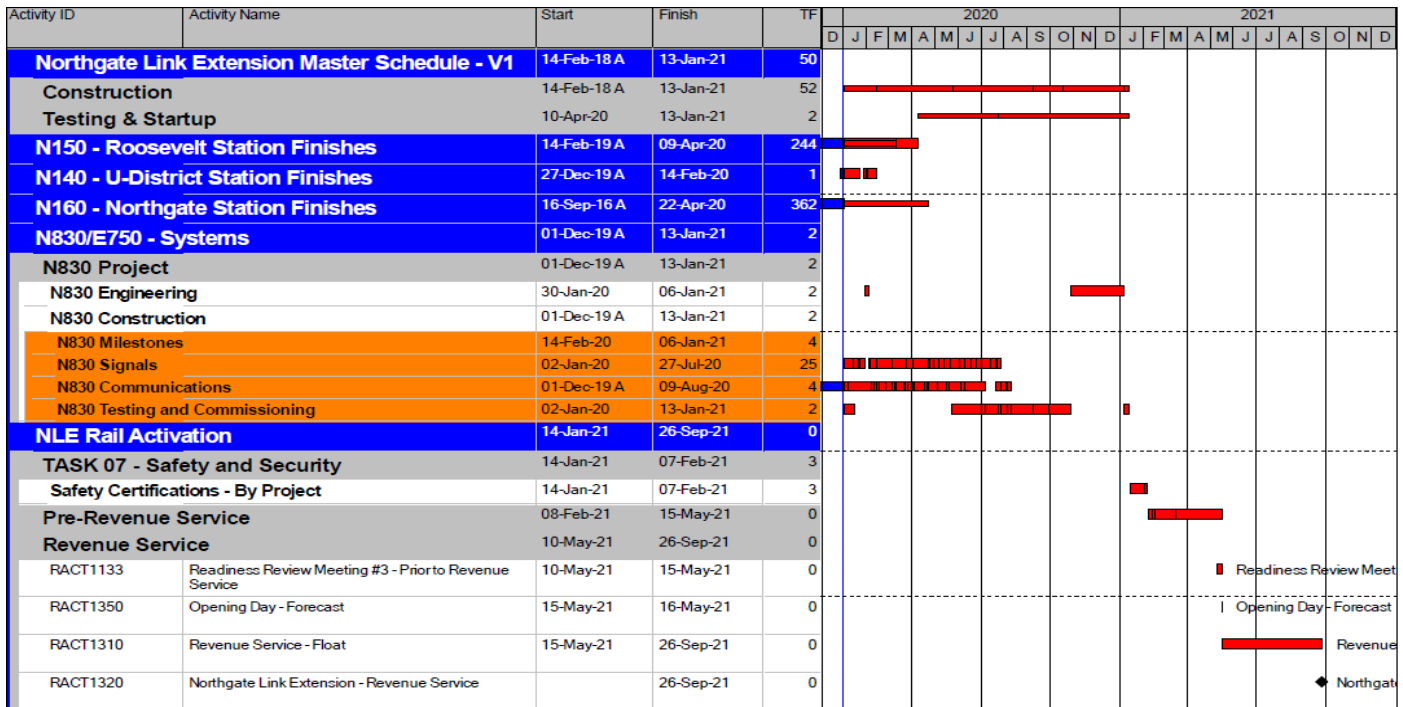 Activity ID Activity Name Start Finish TF 2020 2021
D J F M A M J J A S O N D J F M A M J J A S O N D
Northgate Link Extension Master Schedule - V1 14-Feb-18 A 13-Jan-21 50
Construction 14-Feb-18 A 13-Jan-21 52
Testing & Startup 10-Apr-20 13-Jan-21 2
N150 - Roosevelt Station Finishes 14-Feb-19 A 09-Apr-20 244
N140 - U-District Station Finishes 27-Dec-19 A 14-Feb-20 1
N160 - Northgate Station Finishes 16-Sep-16 A 22-Apr-20 362
N830/E750 - Systems 01-Dec-19 A 13-Jan-21 2
N830 Project 01-Dec-19 A 13-Jan-21 2
N830 Engineering 30-Jan-20 06-Jan-21 2
N830 Construction 01-Dec-19 A 13-Jan-21 2
N830 Milestones 14-Feb-20 06-Jan-21 4
N830 Signals 02-Jan-20 27-Jul-20 25
N830 Communications 01-Dec-19 A 09-Aug-20 4
N830 Testing and Commissioning 02-Jan-20 13-Jan-21 2
NLE Rail Activation 14-Jan-21 26-Sep-21 0
TASK 07 - Safety and Security 14-Jan-21 07-Feb-21 3
Safety Certifications - By Project 14-Jan-21 07-Feb-21 3
Pre-Revenue Service 08-Feb-21 15-May-21 0
Revenue Service 10-May-21 26-Sep-21 0
RACT1133 Readiness Review Meeting #3 - Prior to Revenue 10-May-21 15-May-21 0 Readiness Review Meet
Service
RACT1350 Opening Day - Forecast 15-May-21 16-May-21 0 Opening Day - Forecast
RACT1310 Revenue Service - Float 15-May-21 26-Sep-21 0 Revenue
RACT1320 Northgate Link Extension - Revenue Service 26-Sep-21 0 Northgat